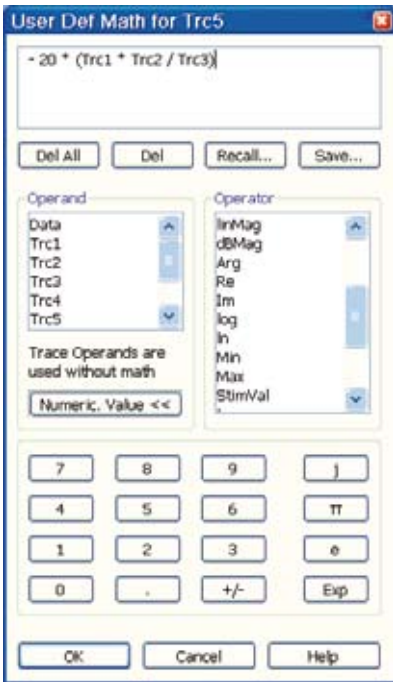 User Def Math for Trc5
- 20 * (Trc1 * Trc2 / Trc3)
Del All Del Recall... Save...
Operand
Data
Trc1
Trc2
Trc3
Trc4
Trc5
Trace Operands are
used without math
Numeric. Value <<
Operator
linMag
dBMag
Arg
Re
Im
log
ln
Min
Max
StimVal
7 8 9 j
4 5 6 π
1 2 3 e
0 . +/- Exp
OK Cancel Help